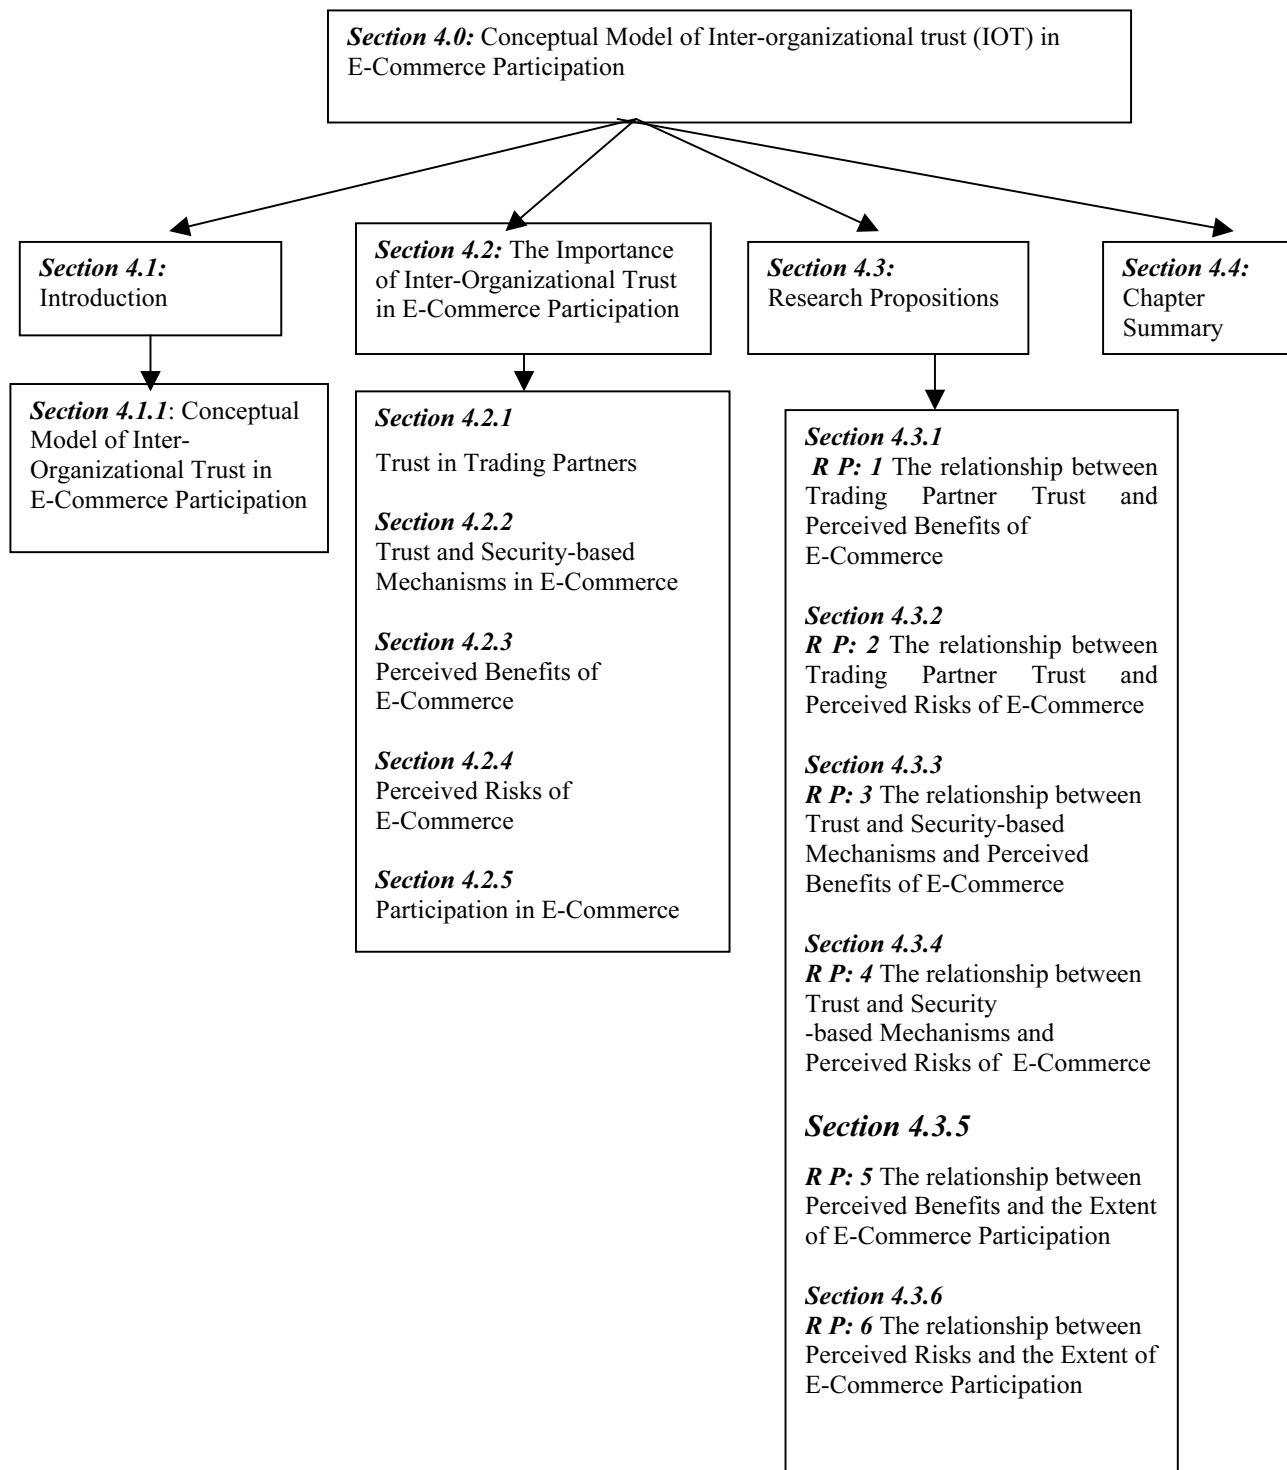 Section 4.0: Conceptual Model of Inter-organizational trust (IOT) in
E-Commerce Participation
Section 4.1:
Introduction
Section 4.2: The Importance
of Inter-Organizational Trust
in E-Commerce Participation
Section 4.3:
Research Propositions
Section 4.4:
Chapter
Summary
Section 4.1.1: Conceptual
Model of Inter-
Organizational Trust in
E-Commerce Participation
Section 4.2.1
Trust in Trading Partners
Section 4.2.2
Trust and Security-based
Mechanisms in E-Commerce
Section 4.2.3
Perceived Benefits of
E-Commerce
Section 4.2.4
Perceived Risks of
E-Commerce
Section 4.2.5
Participation in E-Commerce
Section 4.3.1
R P: 1 The relationship between
Trading Partner Trust and
Perceived Benefits of
E-Commerce
Section 4.3.2
R P: 2 The relationship between
Trading Partner Trust and
Perceived Risks of E-Commerce
Section 4.3.3
R P: 3 The relationship between
Trust and Security-based
Mechanisms and Perceived
Benefits of E-Commerce
Section 4.3.4
R P: 4 The relationship between
Trust and Security
-based Mechanisms and
Perceived Risks of E-Commerce
Section 4.3.5
R P: 5 The relationship between
Perceived Benefits and the Extent
of E-Commerce Participation
Section 4.3.6
R P: 6 The relationship between
Perceived Risks and the Extent of
E-Commerce Participation